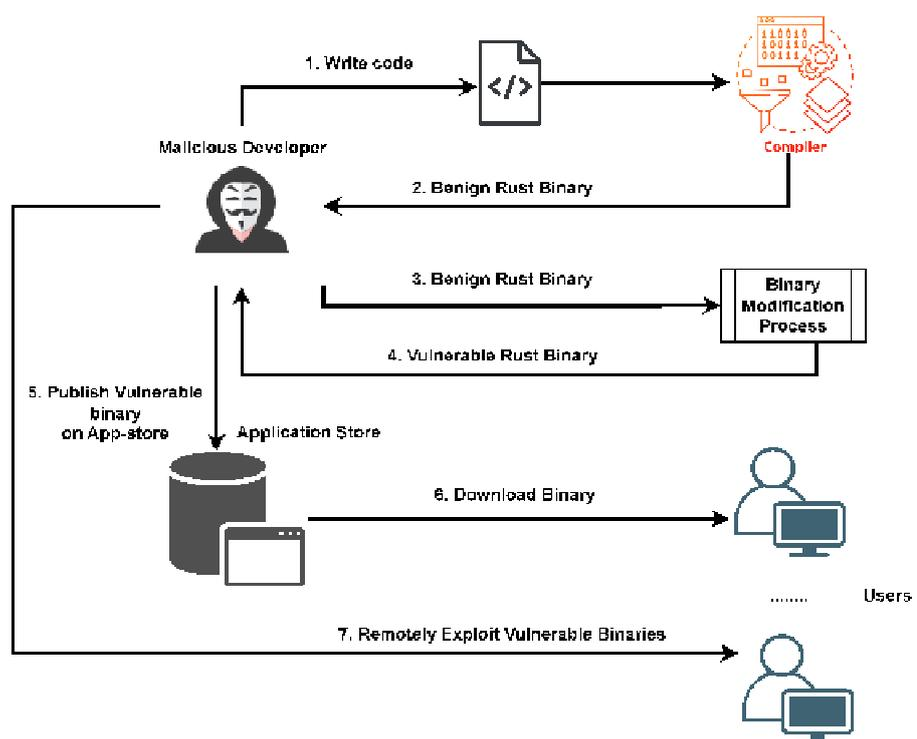 1. Write code
</>
110010
100111
Malicious Developer
Compiler
2. Benign Rust Binary
3. Benign Rust Binary
Binary
Modification
Process
4. Vulnerable Rust Binary
5. Publish Vulnerable
binary
on App-store
Application Store
6. Download Binary
........
Users
7. Remotely Exploit Vulnerable Binaries